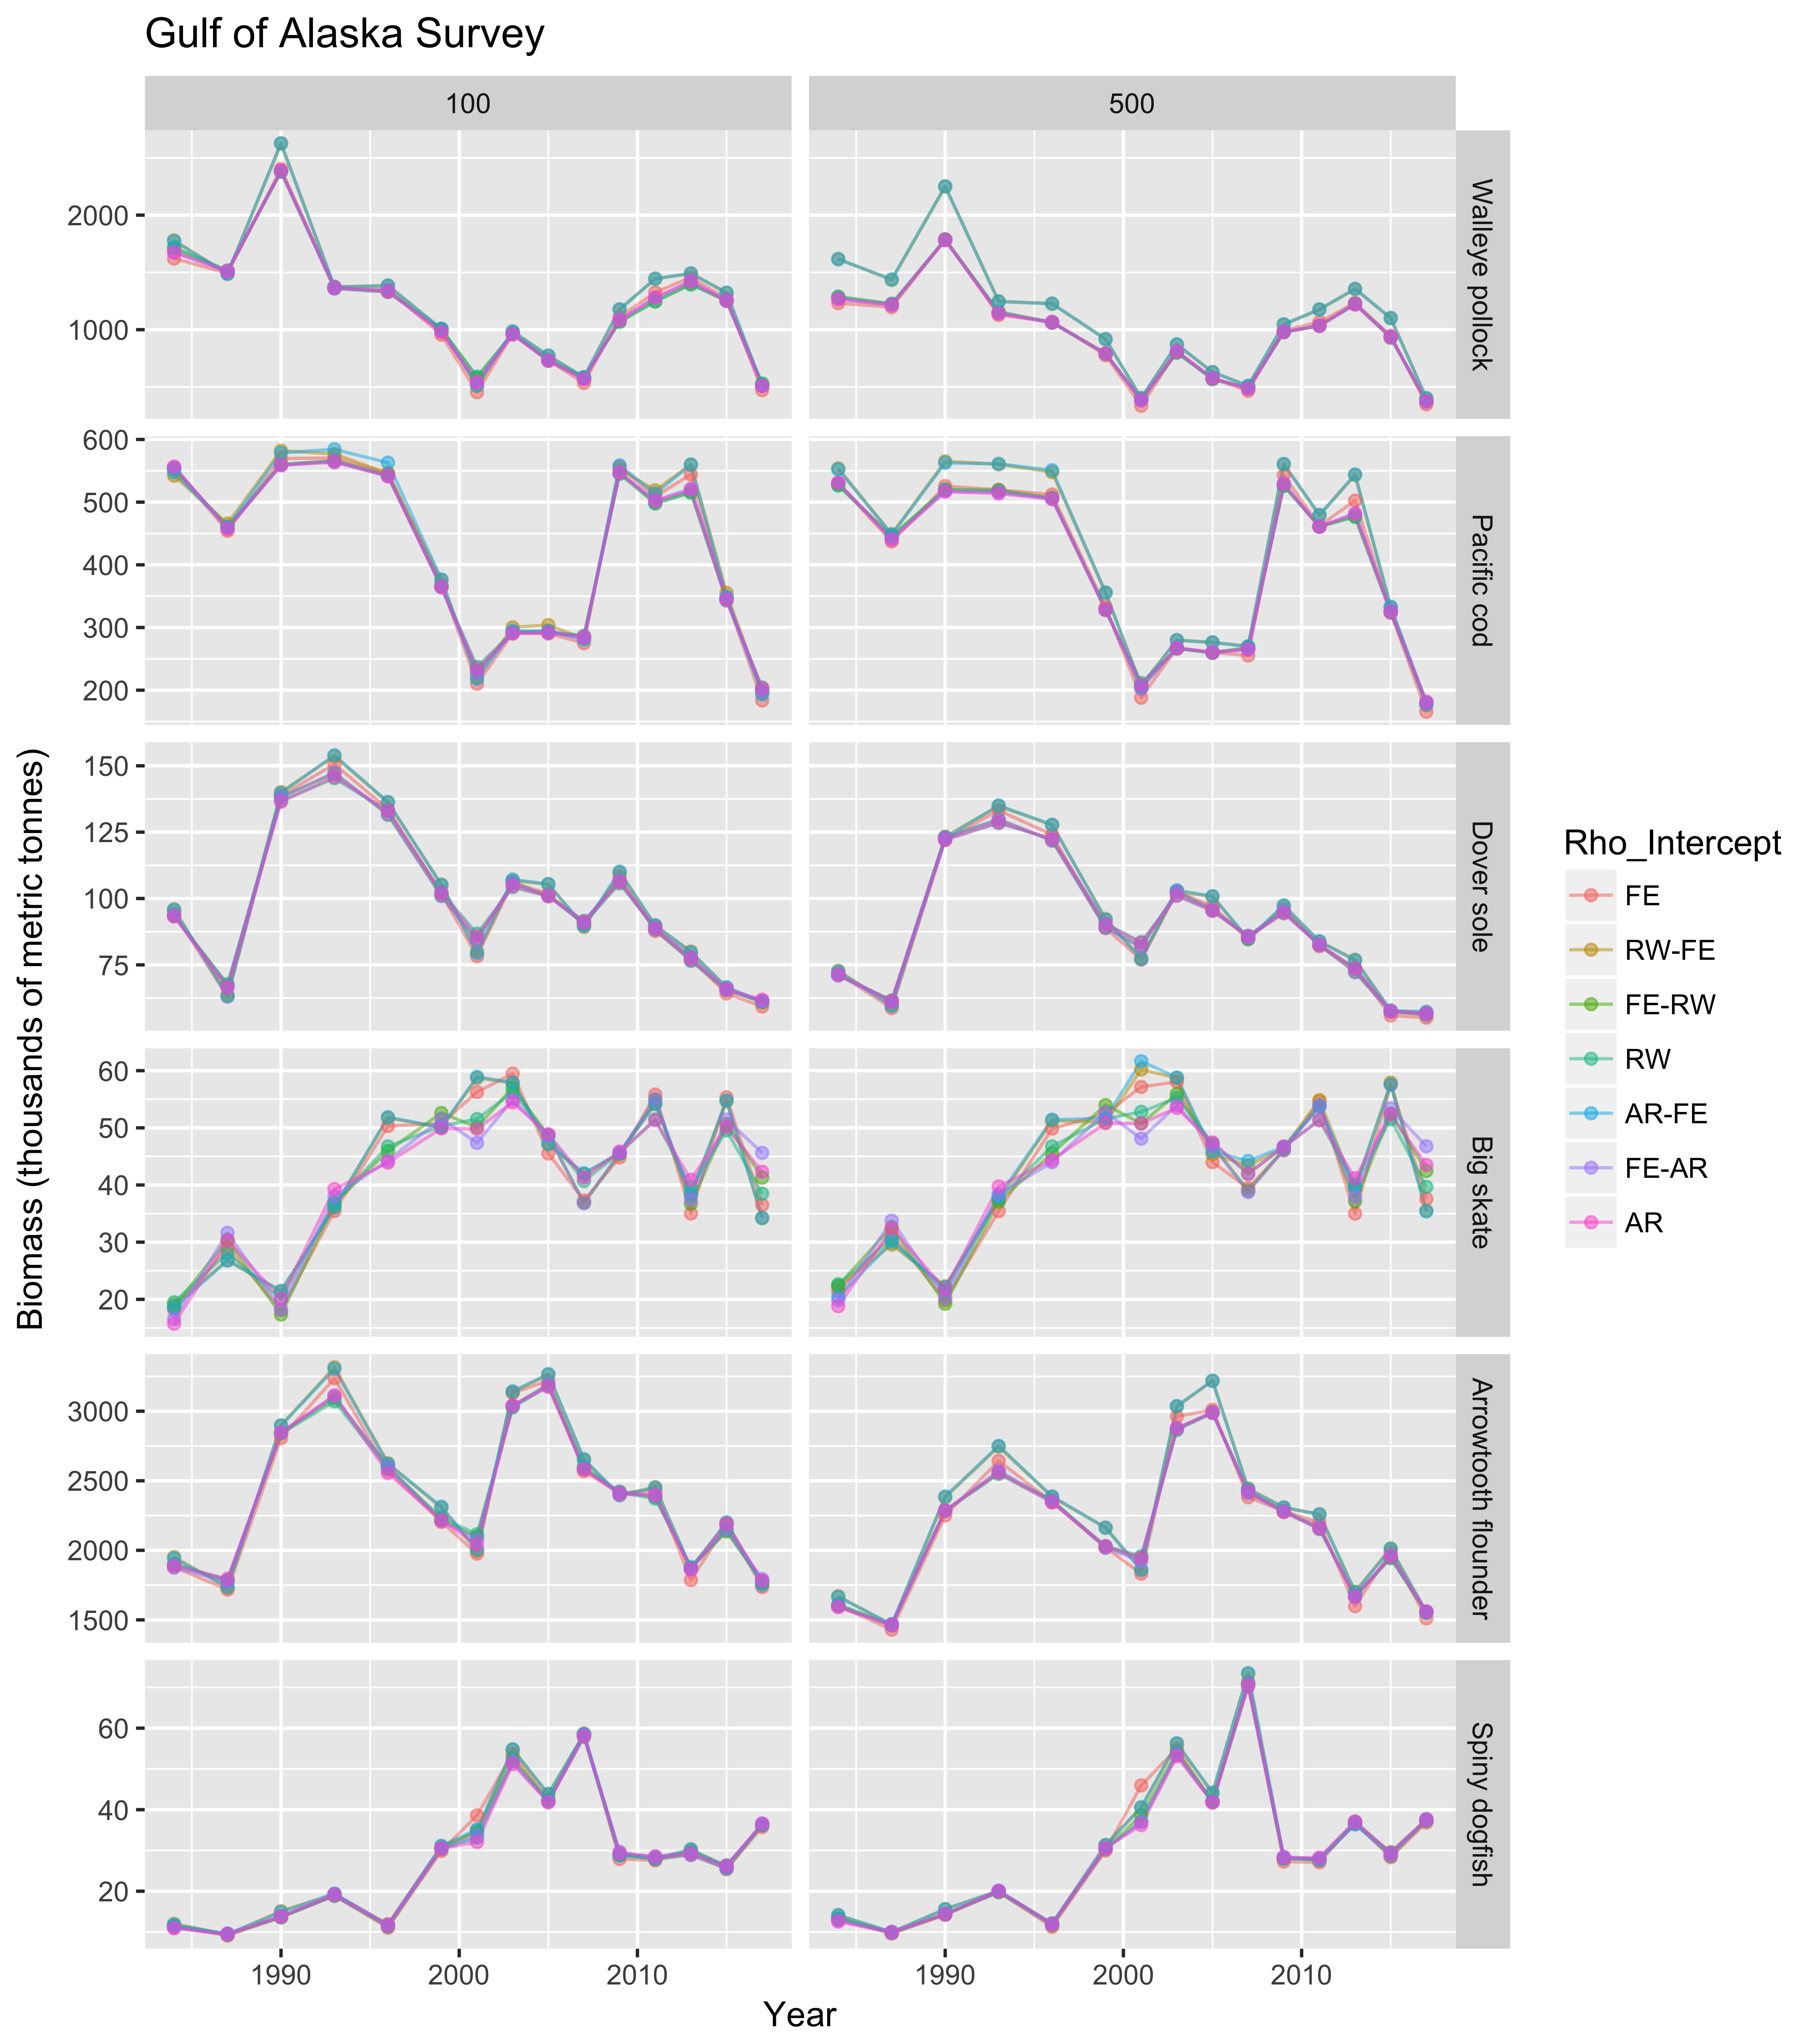 Gulf of Alaska Survey
100
500
2000
1000
Walleye pollock
600
500
400
300
200
Pacific cod
150
125
100
75
Dover sole
60
50
40
30
20
Big skate
3000
2500
2000
1500
Arrowtooth flounder
60
40
20
Spiny dogfish
1990
2000
2010
1990
2000
2010
Year
Biomass (thousands of metric tonnes)
Rho_Intercept
FE
RW-FE
FE-RW
RW
AR-FE
FE-AR
AR